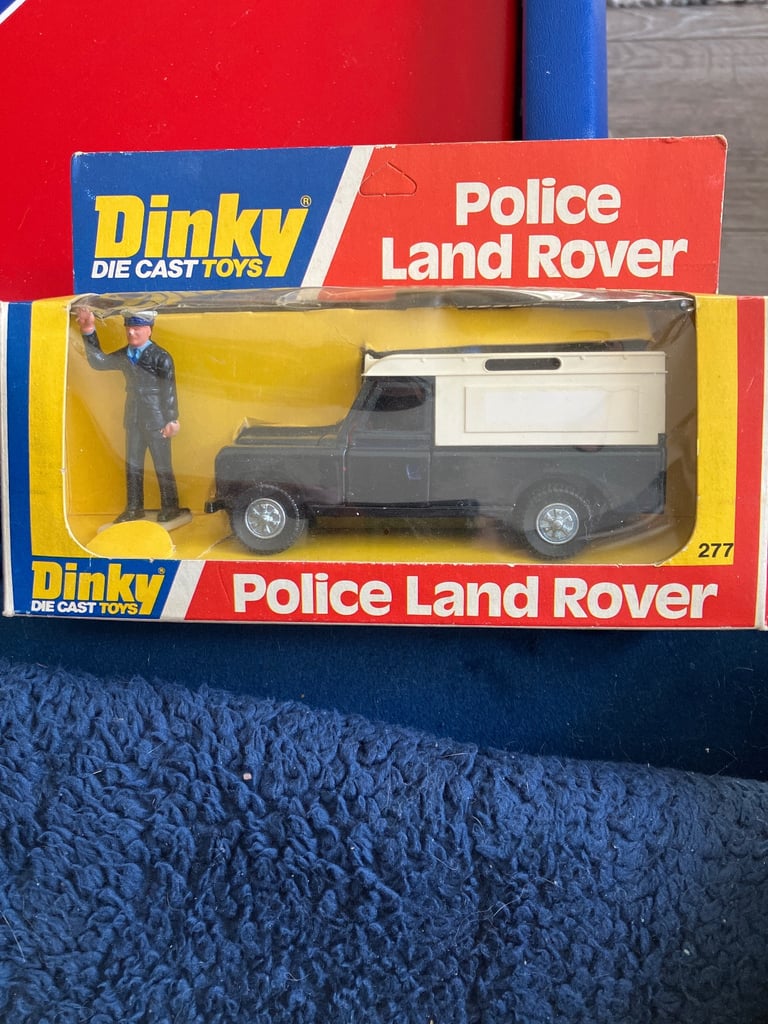 Dinky®
DIE CAST TOYS
Police
Land Rover
277
Dinky®
DIE CAST TOYS
Police Land Rover